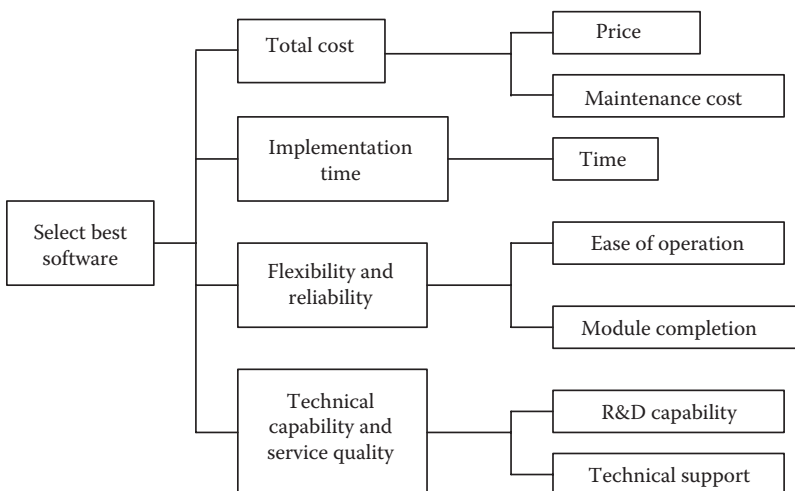 Total cost
Price
Maintenance cost
Implementation
time
Time
Select best
software
Flexibility and
reliability
Ease of operation
Module completion
Technical
capability and
service quality
R&D capability
Technical support